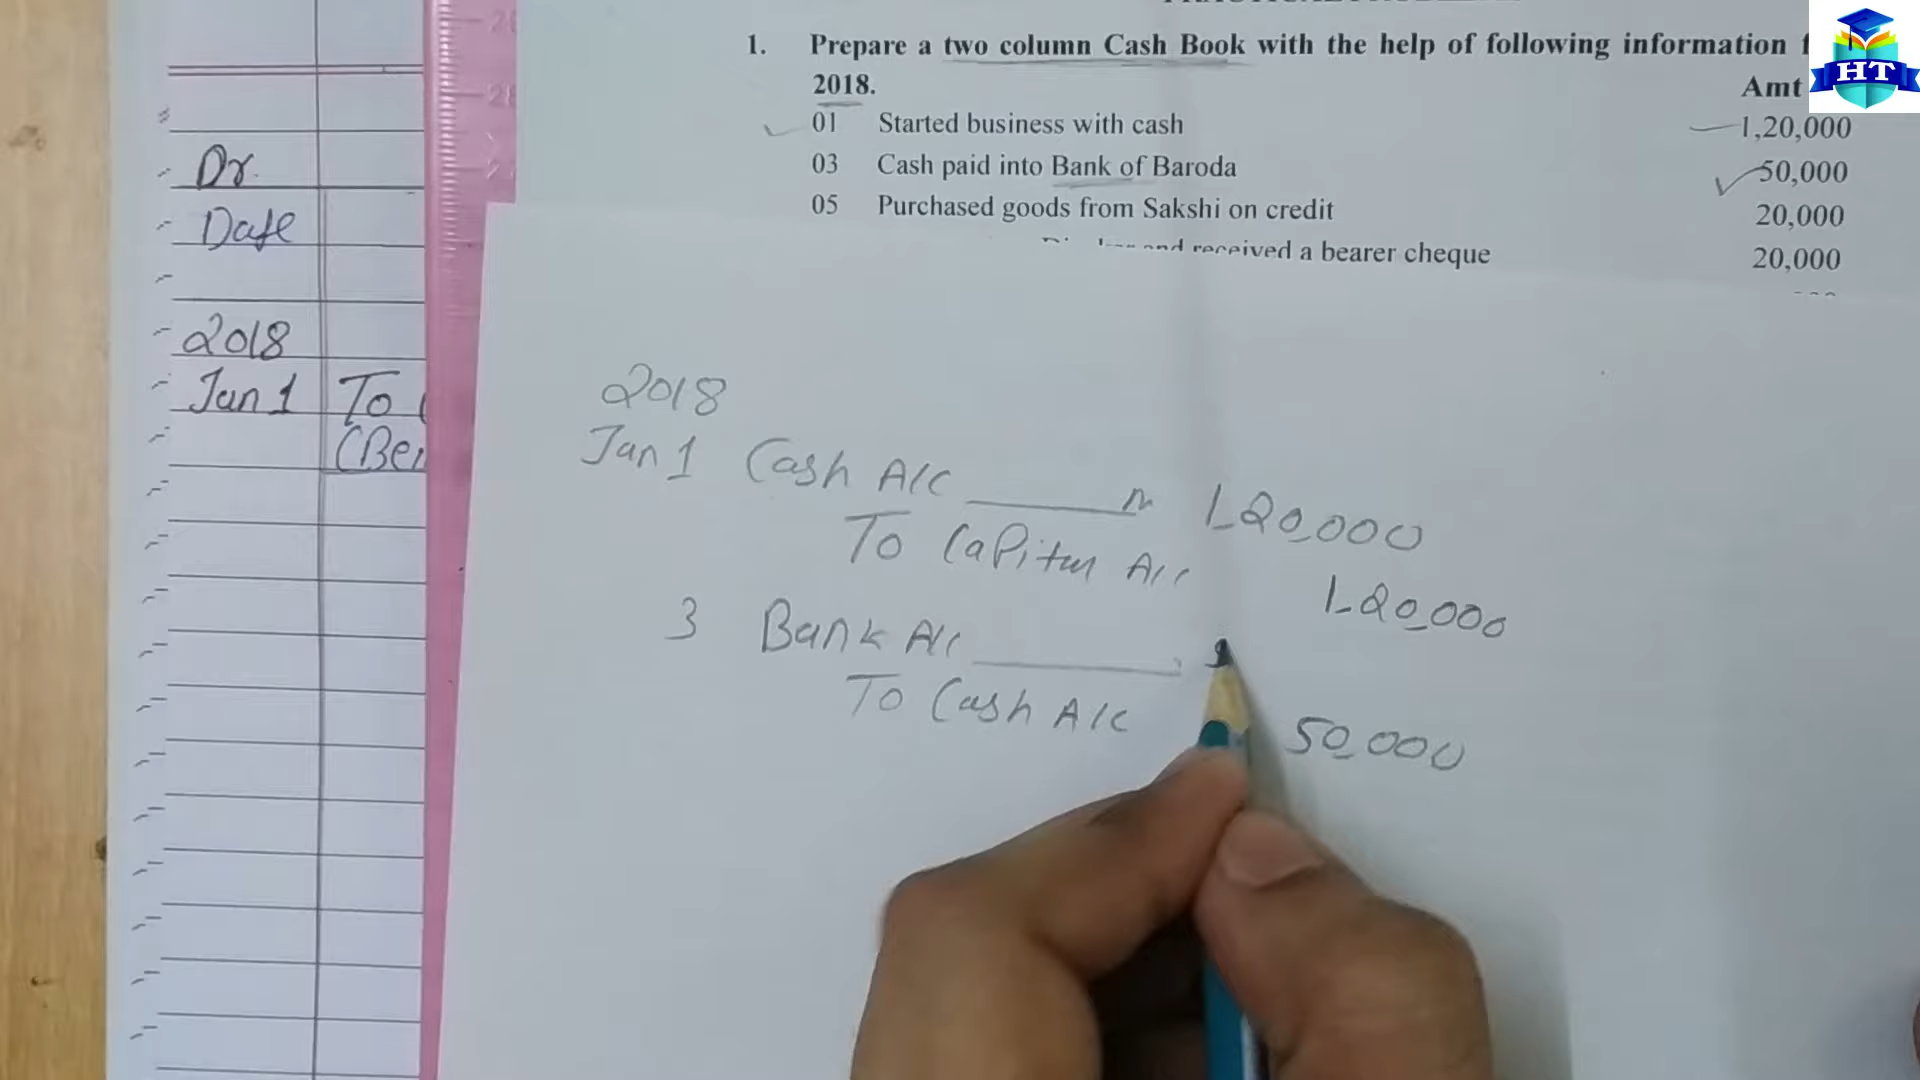 1. Prepare a two column Cash Book with the help of following information
2018. Amt
01 Started business with cash 1,20,000
03 Cash paid into Bank of Baroda 50,000
05 Purchased goods from Sakshi on credit 20,000
and received a bearer cheque 20,000
HT
Dr.
Date
2018
Jan 1 To
2018
Jan 1 Cash A/C 1,20,000
To Capital A/c 1,20,000
3 Bank A/C
To Cash A/C 50,000